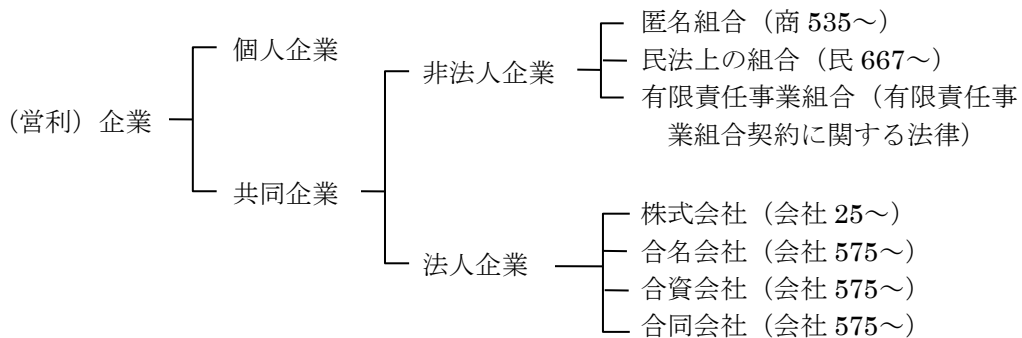 匿名組合（商 535～）
個人企業
民法上の組合（民 667～）
非法人企業
有限責任事業組合（有限責任事
業組合契約に関する法律）
（営利）企業
共同企業
株式会社（会社 25～）
合名会社（会社 575～）
法人企業
合資会社（会社 575～）
合同会社（会社 575～）